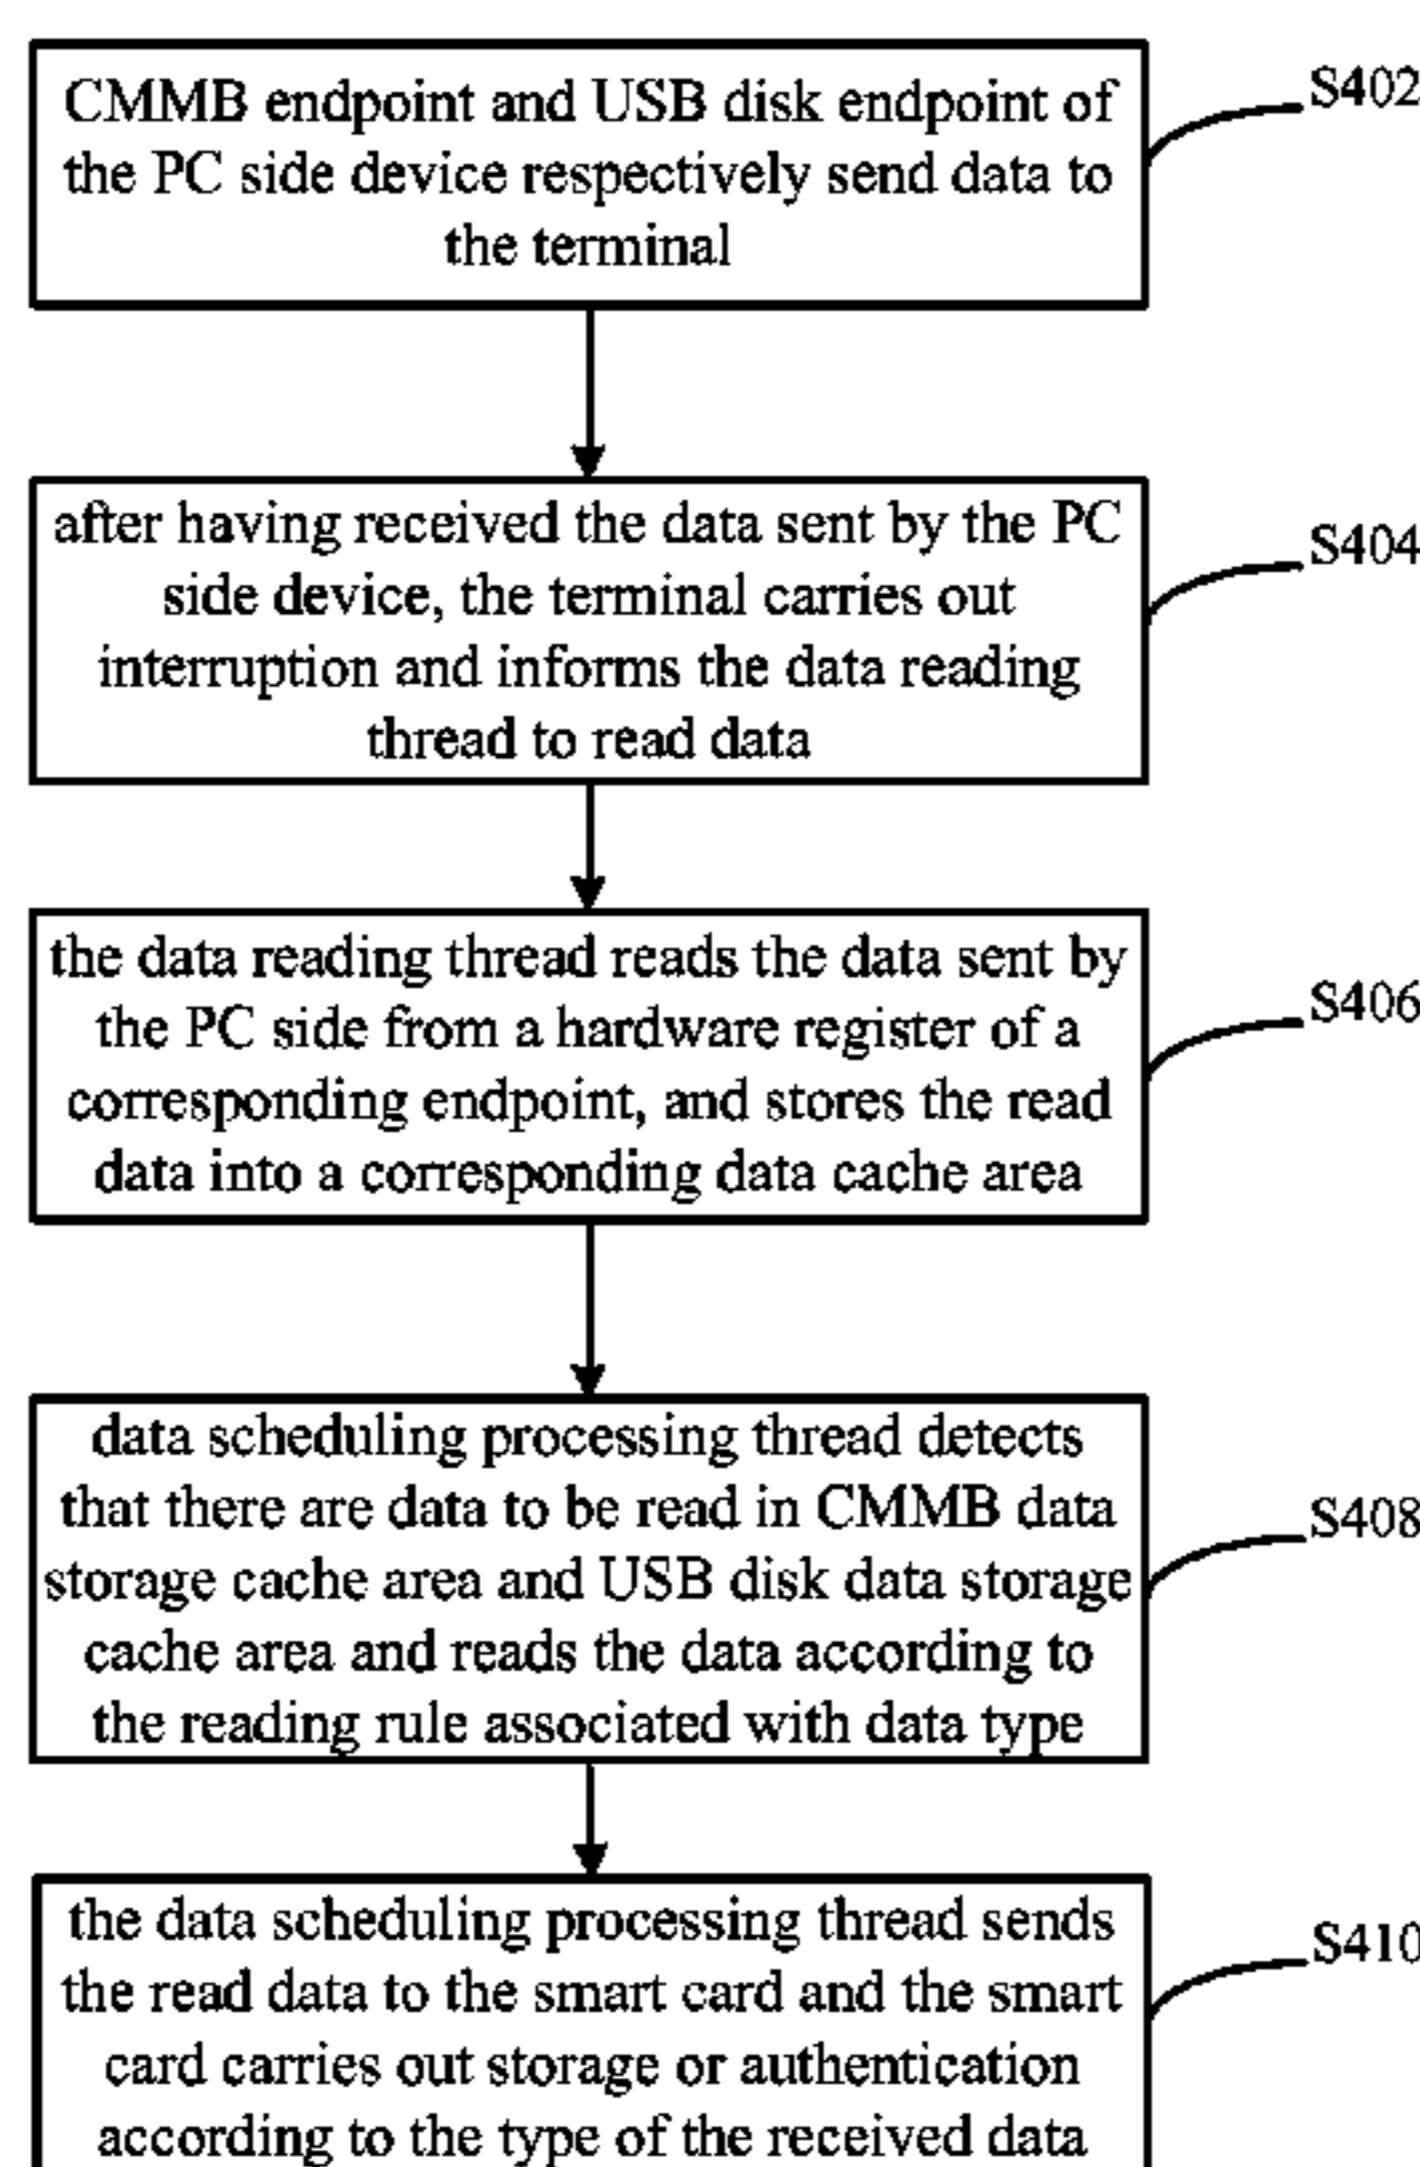 CMMB endpoint and USB disk endpoint of
the PC side device respectively send data to
the terminal
S402
after having received the data sent by the PC
side device, the terminal carries out
interruption and informs the data reading
thread to read data
S404
the data reading thread reads the data sent by
the PC side from a hardware register of a
corresponding endpoint, and stores the read
data into a corresponding data cache area
S406
data scheduling processing thread detects
that there are data to be read in CMMB data
storage cache area and USB disk data storage
cache area and reads the data according to
the reading rule associated with data type
S408
the data scheduling processing thread sends
the read data to the smart card and the smart
card carries out storage or authentication
according to the type of the received data
S410